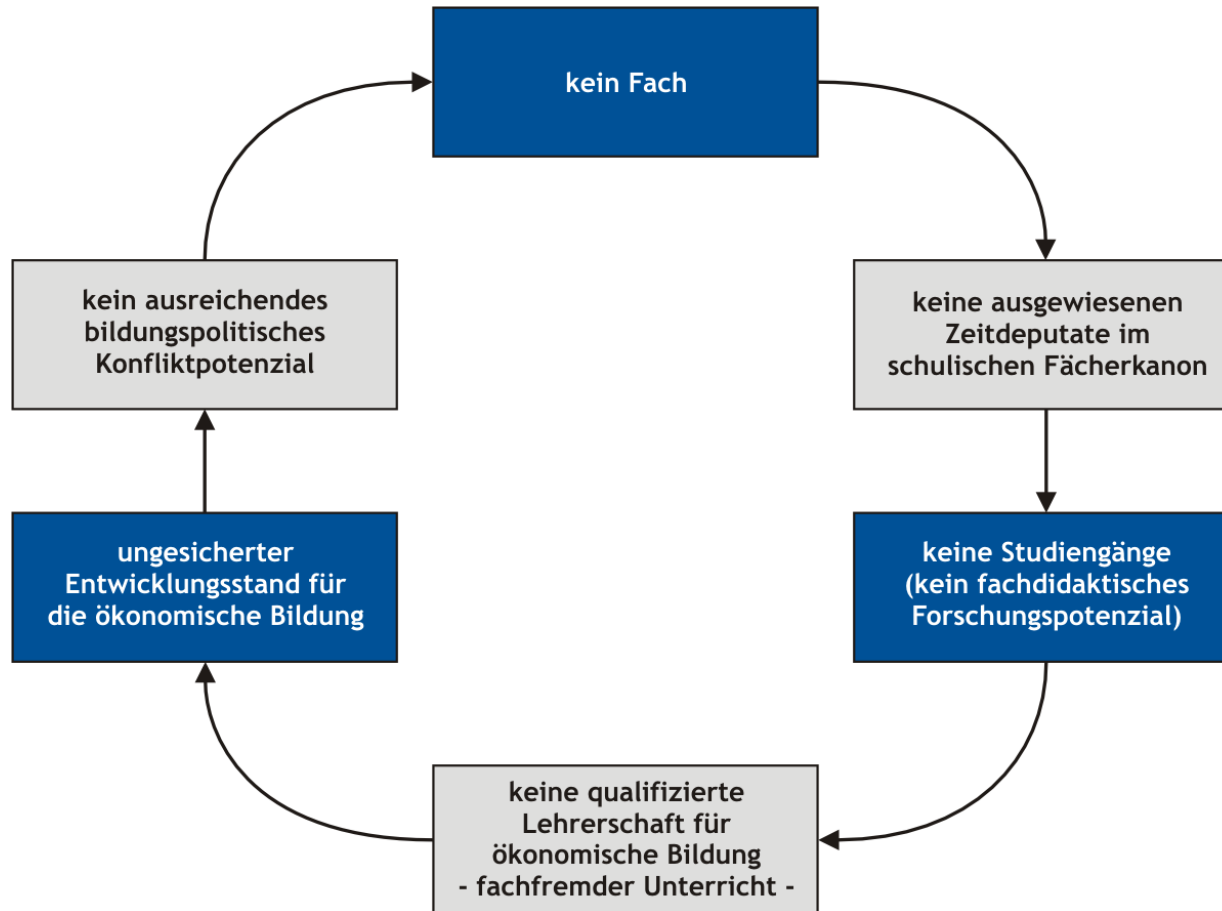 kein Fach
keine ausgewiesenen
Zeitdeputate im
schulischen Fächerkanon
keine Studiengänge
(kein fachdidaktisches
Forschungspotenzial)
keine qualifizierte
Lehrerschaft für
ökonomische Bildung
- fachfremder Unterricht -
ungesicherter
Entwicklungsstand für
die ökonomische Bildung
kein ausreichendes
bildungspolitisches
Konfliktpotenzial